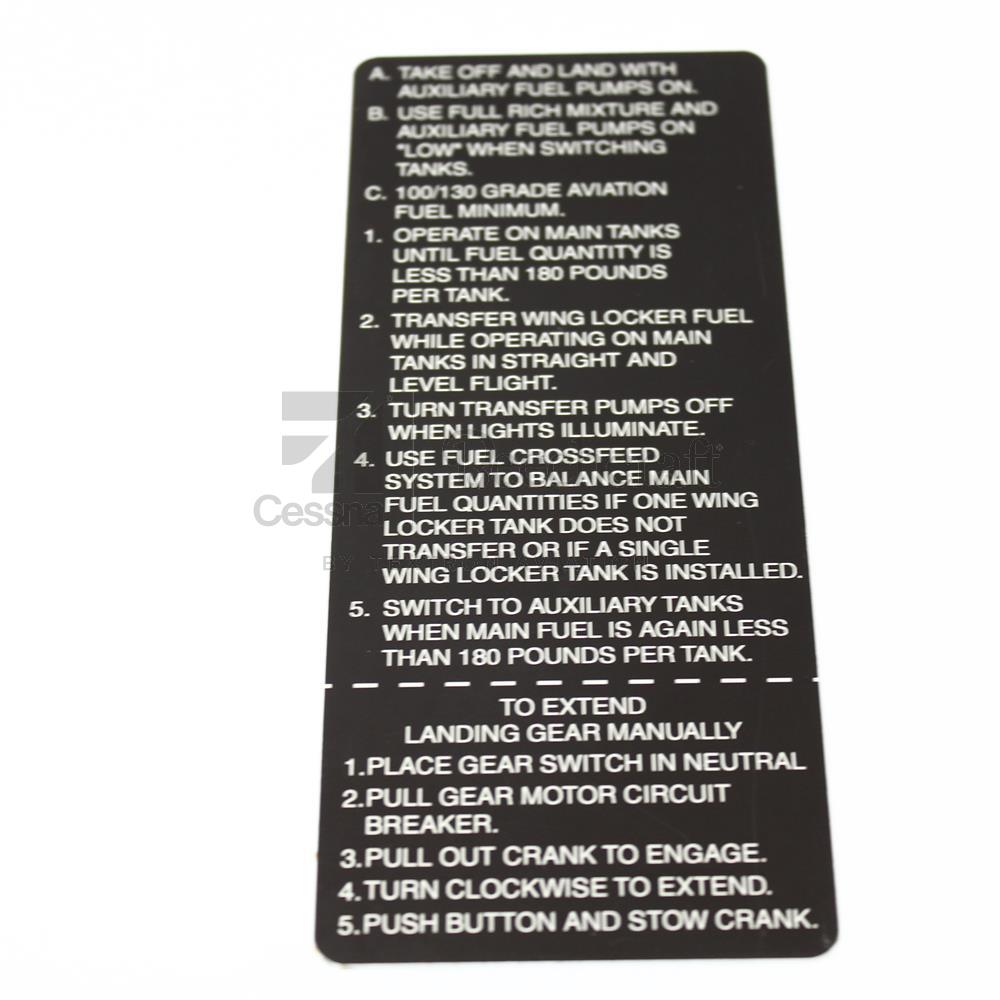 A. TAKE OFF AND LAND WITH
AUXILIARY FUEL PUMPS ON.
B. USE FULL RICH MIXTURE AND
AUXILIARY FUEL PUMPS ON
"LOW" WHEN SWITCHING
TANKS.
C. 100/130 GRADE AVIATION
FUEL MINIMUM.
1. OPERATE ON MAIN TANKS
UNTIL FUEL QUANTITY IS
LESS THAN 180 POUNDS
PER TANK.
2. TRANSFER WING LOCKER FUEL
WHILE OPERATING ON MAIN
TANKS IN STRAIGHT AND
LEVEL FLIGHT.
3. TURN TRANSFER PUMPS OFF
WHEN LIGHTS ILLUMINATE.
4. USE FUEL CROSSFEED
SYSTEM TO BALANCE MAIN
FUEL QUANTITIES IF ONE WING
LOCKER TANK DOES NOT
TRANSFER OR IF A SINGLE
WING LOCKER TANK IS INSTALLED.
5. SWITCH TO AUXILIARY TANKS
WHEN MAIN FUEL IS AGAIN LESS
THAN 180 POUNDS PER TANK.
TO EXTEND
LANDING GEAR MANUALLY
1.PLACE GEAR SWITCH IN NEUTRAL
2.PULL GEAR MOTOR CIRCUIT
BREAKER.
3.PULL OUT CRANK TO ENGAGE.
4.TURN CLOCKWISE TO EXTEND.
5.PUSH BUTTON AND STOW CRANK.
Cessna
BY